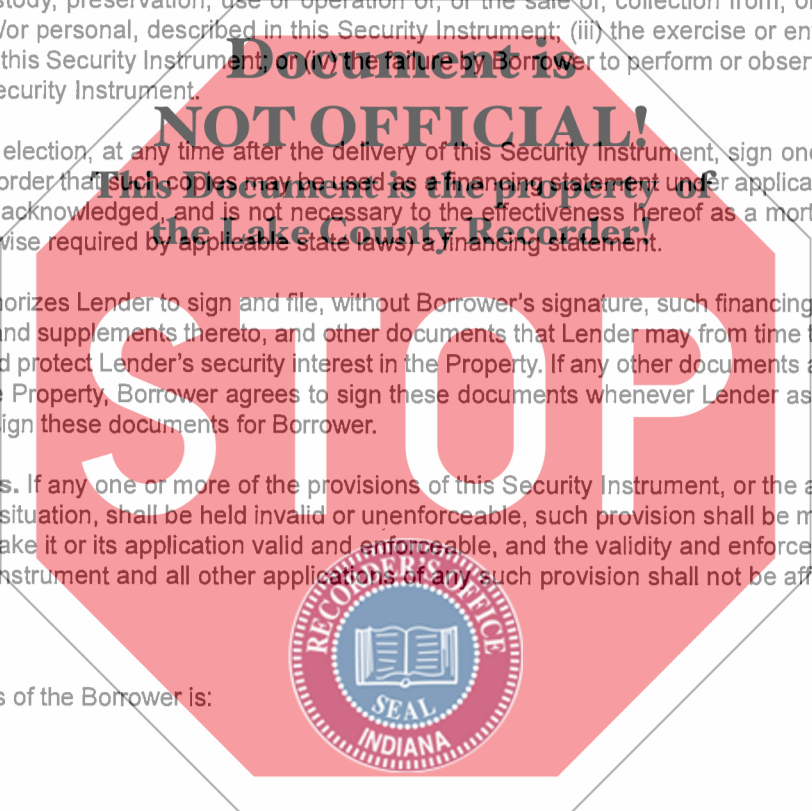 tody, preservation, use or operation of, or the sale of, collection from, o
/or personal, described in this Security Instrument; (iii) the exercise or en
this Security Instrument; or (iv) the failure by Borrower to perform or obser
ecurity Instrument.
Document is
NOT OFFICIAL!
This Document is the property of
the Lake County Recorder!
election, at any time after the delivery of this Security Instrument, sign one
order that such copies may be used as a financing statement under applica
acknowledged, and is not necessary to the effectiveness hereof as a mort
wise required by applicable state laws) a financing statement.
orizes Lender to sign and file, without Borrower's signature, such financing
nd supplements thereto, and other documents that Lender may from time t
d protect Lender's security interest in the Property. If any other documents a
e Property, Borrower agrees to sign these documents whenever Lender as
ign these documents for Borrower.
STOP
s. If any one or more of the provisions of this Security Instrument, or the a
situation, shall be held invalid or unenforceable, such provision shall be m
ake it or its application valid and enforceable, and the validity and enforce
nstrument and all other applications of any such provision shall not be aff
RECORDER'S OFFICE
SEAL
INDIANA
s of the Borrower is: